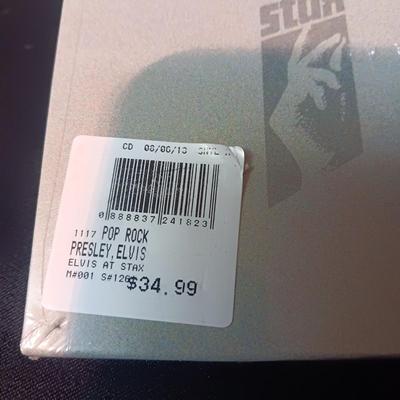 stax
CD 08/06/13
0 888837 241823
1117 POP ROCK
PRESLEY,ELVIS
ELVIS AT STAX
M#001 $34.99